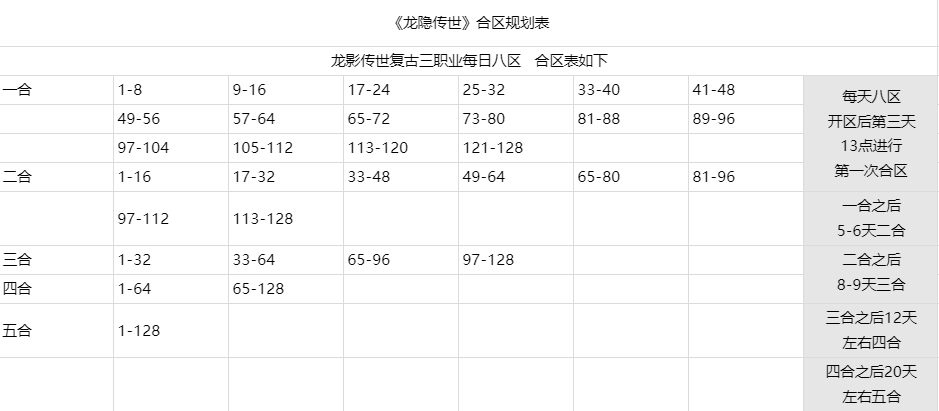 《龙隐传世》合区规划表
龙影传世复古三职业每日八区 合区表如下
一合 1-8 9-16 17-24 25-32 33-40 41-48
49-56 57-64 65-72 73-80 81-88 89-96
97-104 105-112 113-120 121-128
每天八区
开区后第三天
13点进行
第一次合区
二合 1-16 17-32 33-48 49-64 65-80 81-96
97-112 113-128
一合之后
5-6天二合
三合 1-32 33-64 65-96 97-128
四合 1-64 65-128
二合之后
8-9天三合
五合 1-128
三合之后12天
左右四合
四合之后20天
左右五合